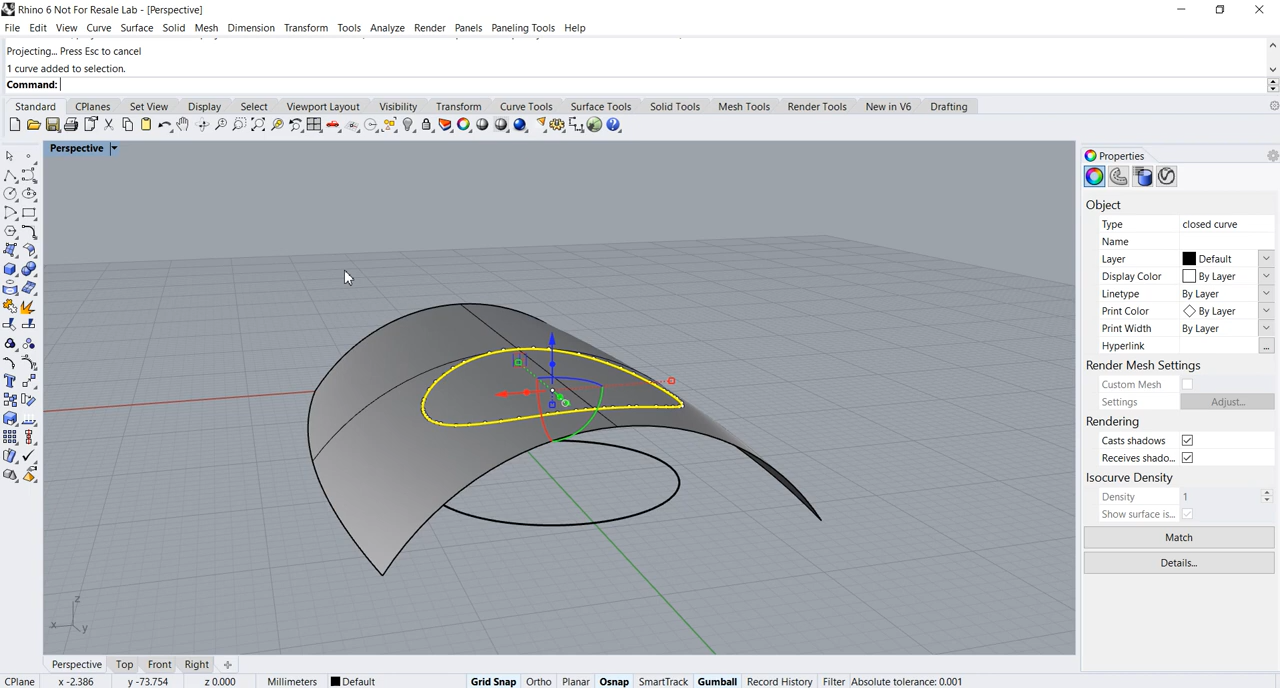 Rhino 6 Not For Resale Lab - [Perspective]
File Edit View Curve Surface Solid Mesh Dimension Transform Tools Analyze Render Panels Paneling Tools Help
Projecting... Press Esc to cancel
1 curve added to selection.
Command:
Standard CPlanes Set View Display Select Viewport Layout Visibility Transform Curve Tools Surface Tools Solid Tools Mesh Tools Render Tools New in V6 Drafting
Perspective
Properties
Object
Type closed curve
Name
Layer Default
Display Color By Layer
Linetype By Layer
Print Color By Layer
Print Width By Layer
Hyperlink ...
Render Mesh Settings
Custom Mesh
Settings Adjust...
Rendering
Casts shadows
Receives shado...
Isocurve Density
Density 1
Show surface is...
Match
Details...
z
x y
Perspective Top Front Right
CPlane x -2.386 y -73.754 z 0.000 Millimeters Default Grid Snap Ortho Planar Osnap SmartTrack Gumball Record History Filter Absolute tolerance: 0.001